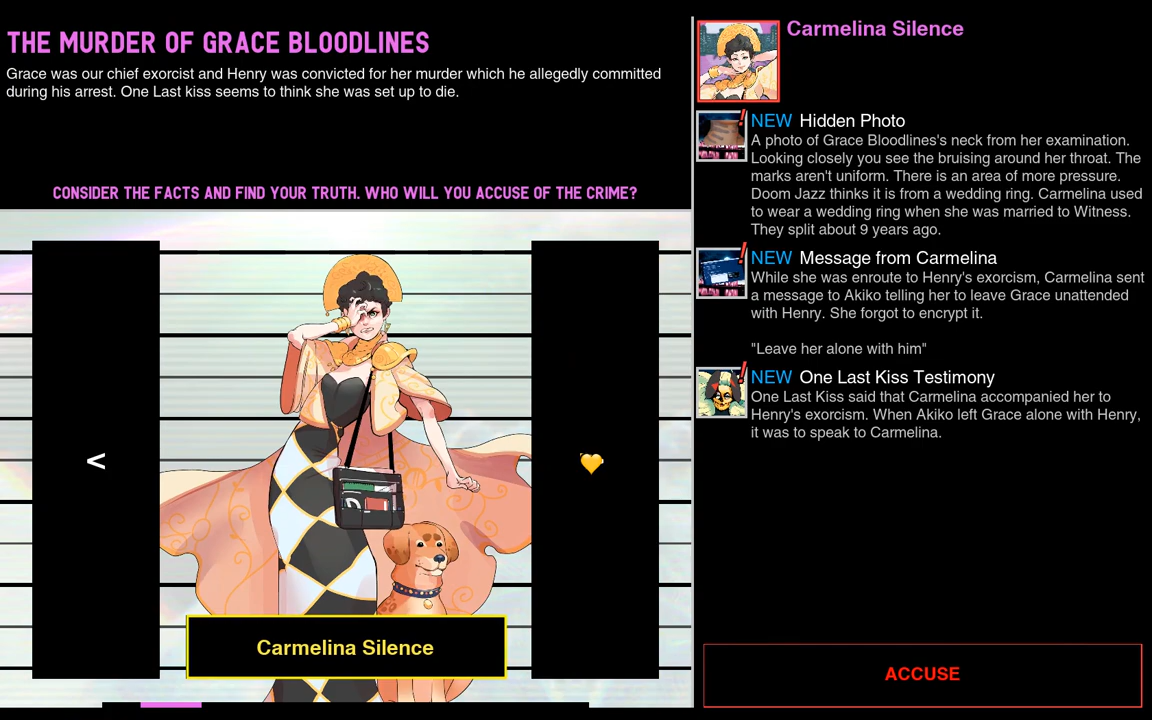 THE MURDER OF GRACE BLOODLINES
Grace was our chief exorcist and Henry was convicted for her murder which he allegedly committed
during his arrest. One Last kiss seems to think she was set up to die.
CONSIDER THE FACTS AND FIND YOUR TRUTH. WHO WILL YOU ACCUSE OF THE CRIME?
<
Carmelina Silence
Carmelina Silence
NEW Hidden Photo
A photo of Grace Bloodlines's neck from her examination.
Looking closely you see the bruising around her throat. The
marks aren't uniform. There is an area of more pressure.
Doom Jazz thinks it is from a wedding ring. Carmelina used
to wear a wedding ring when she was married to Witness.
They split about 9 years ago.
NEW Message from Carmelina
While she was enroute to Henry's exorcism, Carmelina sent
a message to Akiko telling her to leave Grace unattended
with Henry. She forgot to encrypt it.
"Leave her alone with him"
NEW One Last Kiss Testimony
One Last Kiss said that Carmelina accompanied her to
Henry's exorcism. When Akiko left Grace alone with Henry,
it was to speak to Carmelina.
ACCUSE